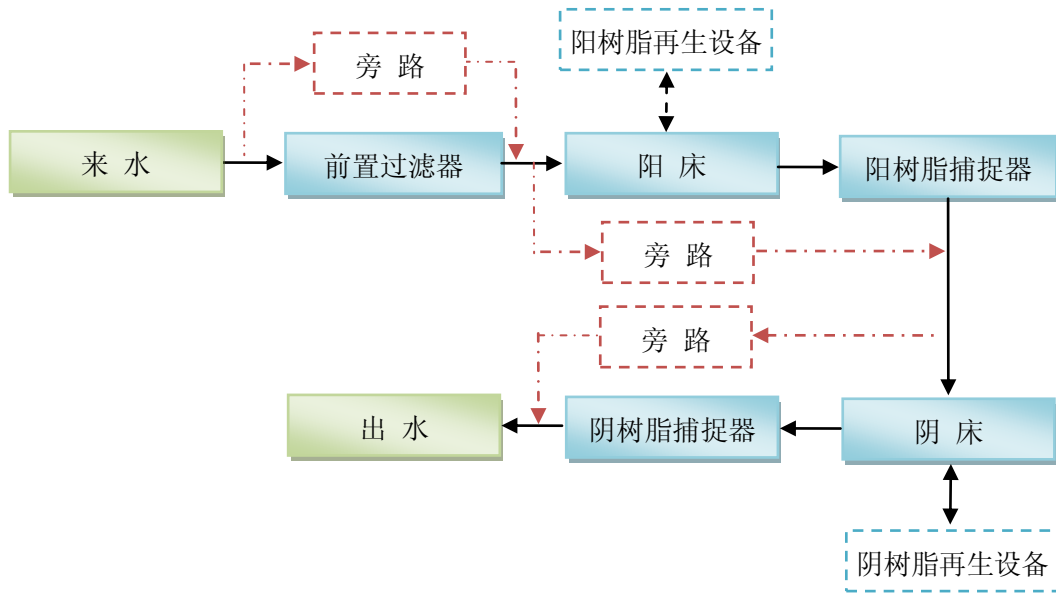 阳树脂再生设备
旁 路
来 水
前置过滤器
阳 床
阳树脂捕捉器
旁 路
旁 路
出 水
阴树脂捕捉器
阴 床
阴树脂再生设备